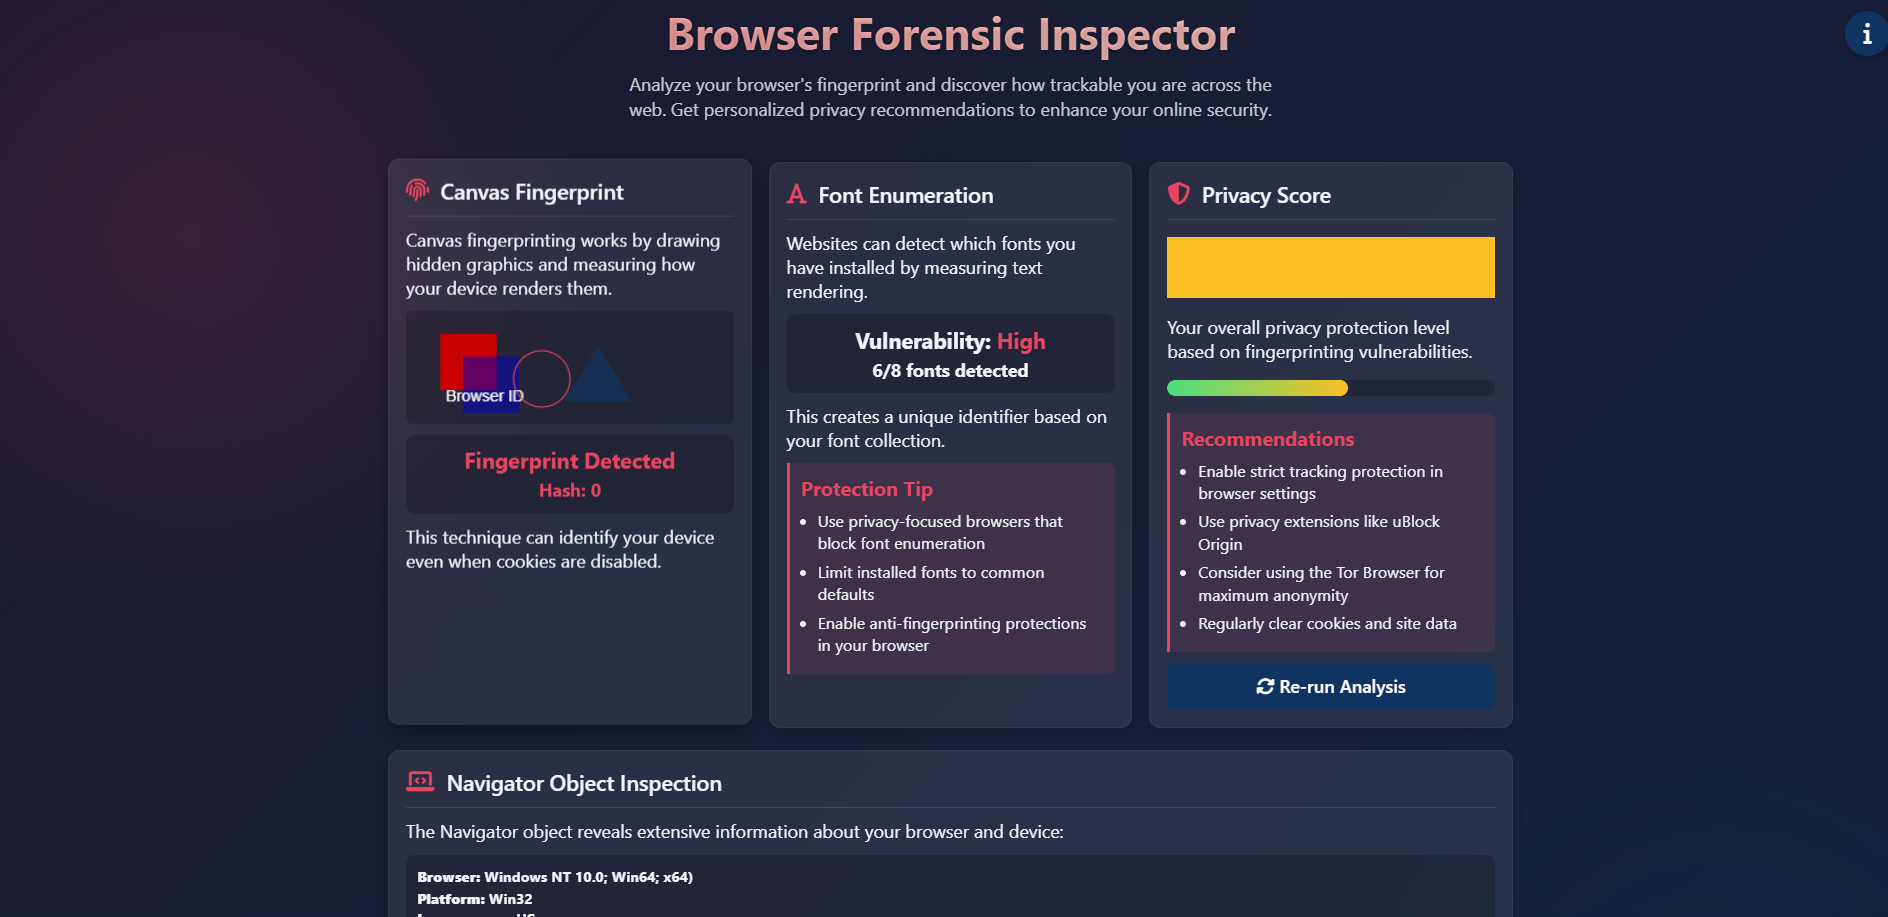 Browser Forensic Inspector
i
Analyze your browser's fingerprint and discover how trackable you are across the
web. Get personalized privacy recommendations to enhance your online security.
Canvas Fingerprint
Canvas fingerprinting works by drawing
hidden graphics and measuring how
your device renders them.
Browser ID
Fingerprint Detected
Hash: 0
This technique can identify your device
even when cookies are disabled.
Font Enumeration
Websites can detect which fonts you
have installed by measuring text
rendering.
Vulnerability: High
6/8 fonts detected
This creates a unique identifier based on
your font collection.
Protection Tip
Use privacy-focused browsers that
block font enumeration
Limit installed fonts to common
defaults
Enable anti-fingerprinting protections
in your browser
Privacy Score
Your overall privacy protection level
based on fingerprinting vulnerabilities.
Recommendations
Enable strict tracking protection in
browser settings
Use privacy extensions like uBlock
Origin
Consider using the Tor Browser for
maximum anonymity
Regularly clear cookies and site data
Re-run Analysis
Navigator Object Inspection
The Navigator object reveals extensive information about your browser and device:
Browser: Windows NT 10.0; Win64; x64)
Platform: Win32